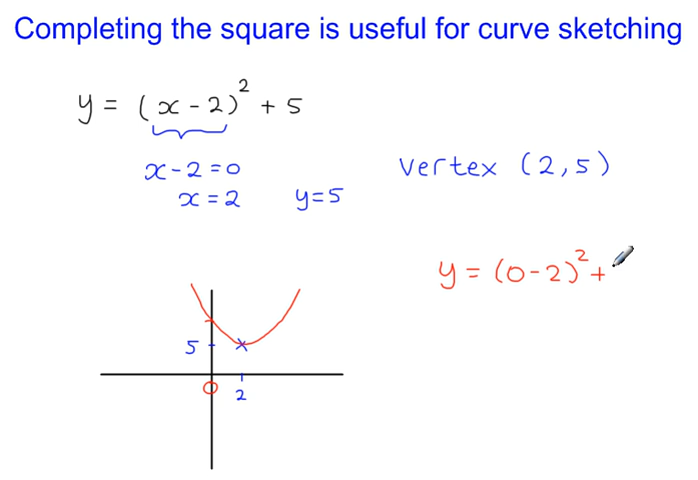 Completing the square is useful for curve sketching
y = (x - 2)² + 5
x - 2 = 0
x = 2 y = 5
vertex (2, 5)
y = (0 - 2)² +
5
0
2